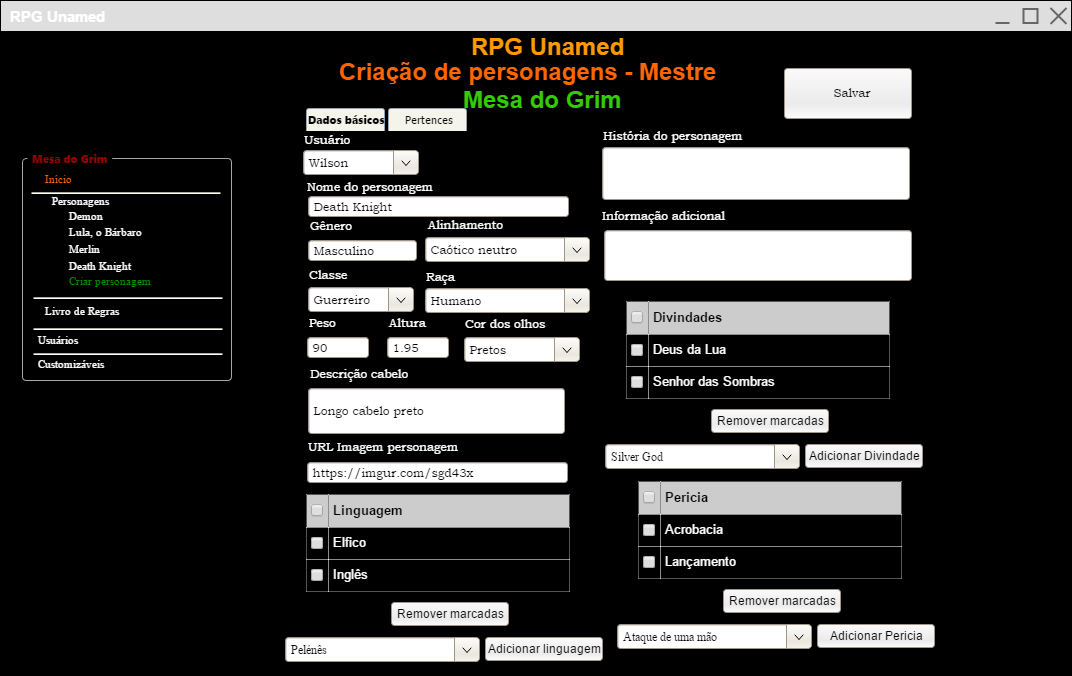 RPG Unamed
RPG Unamed
Criação de personagens - Mestre
Mesa do Grim
Salvar
Mesa do Grim
Início
Personagens
Demon
Lula, o Bárbaro
Merlin
Death Knight
Criar personagem
Livro de Regras
Usuários
Customizáveis
Dados básicos
Pertences
Usuário
Wilson
Nome do personagem
Death Knight
Gênero
Alinhamento
Masculino
Caótico neutro
Classe
Raça
Guerreiro
Humano
Peso
Altura
Cor dos olhos
90
1.95
Pretos
Descrição cabelo
Longo cabelo preto
URL Imagem personagem
https://imgur.com/sgd43x
Linguagem
Elfico
Inglês
Remover marcadas
Pelénês
Adicionar linguagem
História do personagem
Informação adicional
Divindades
Deus da Lua
Senhor das Sombras
Remover marcadas
Silver God
Adicionar Divindade
Pericia
Acrobacia
Lançamento
Remover marcadas
Ataque de uma mão
Adicionar Pericia